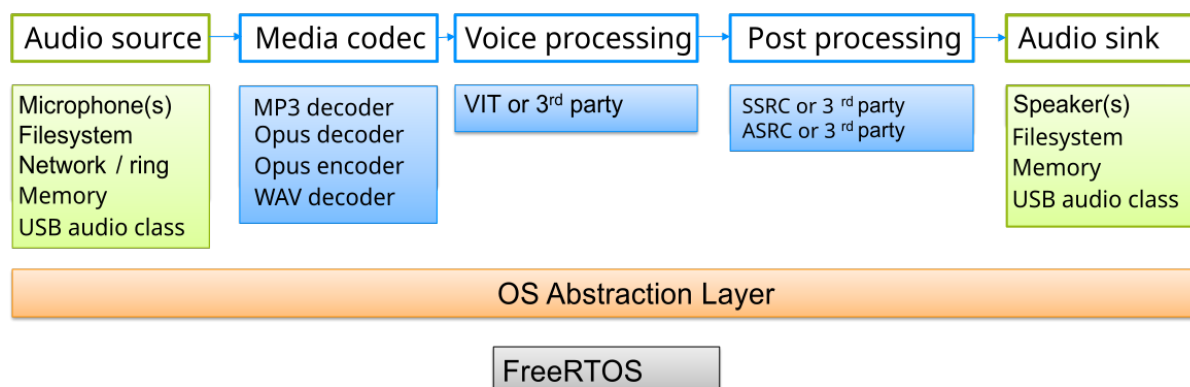 Audio source
Media codec
Voice processing
Post processing
Audio sink
Microphone(s)
Filesystem
Network / ring
Memory
USB audio class
MP3 decoder
Opus decoder
Opus encoder
WAV decoder
VIT or 3rd party
SSRC or 3 rd party
ASRC or 3 rd party
Speaker(s)
Filesystem
Memory
USB audio class
OS Abstraction Layer
FreeRTOS